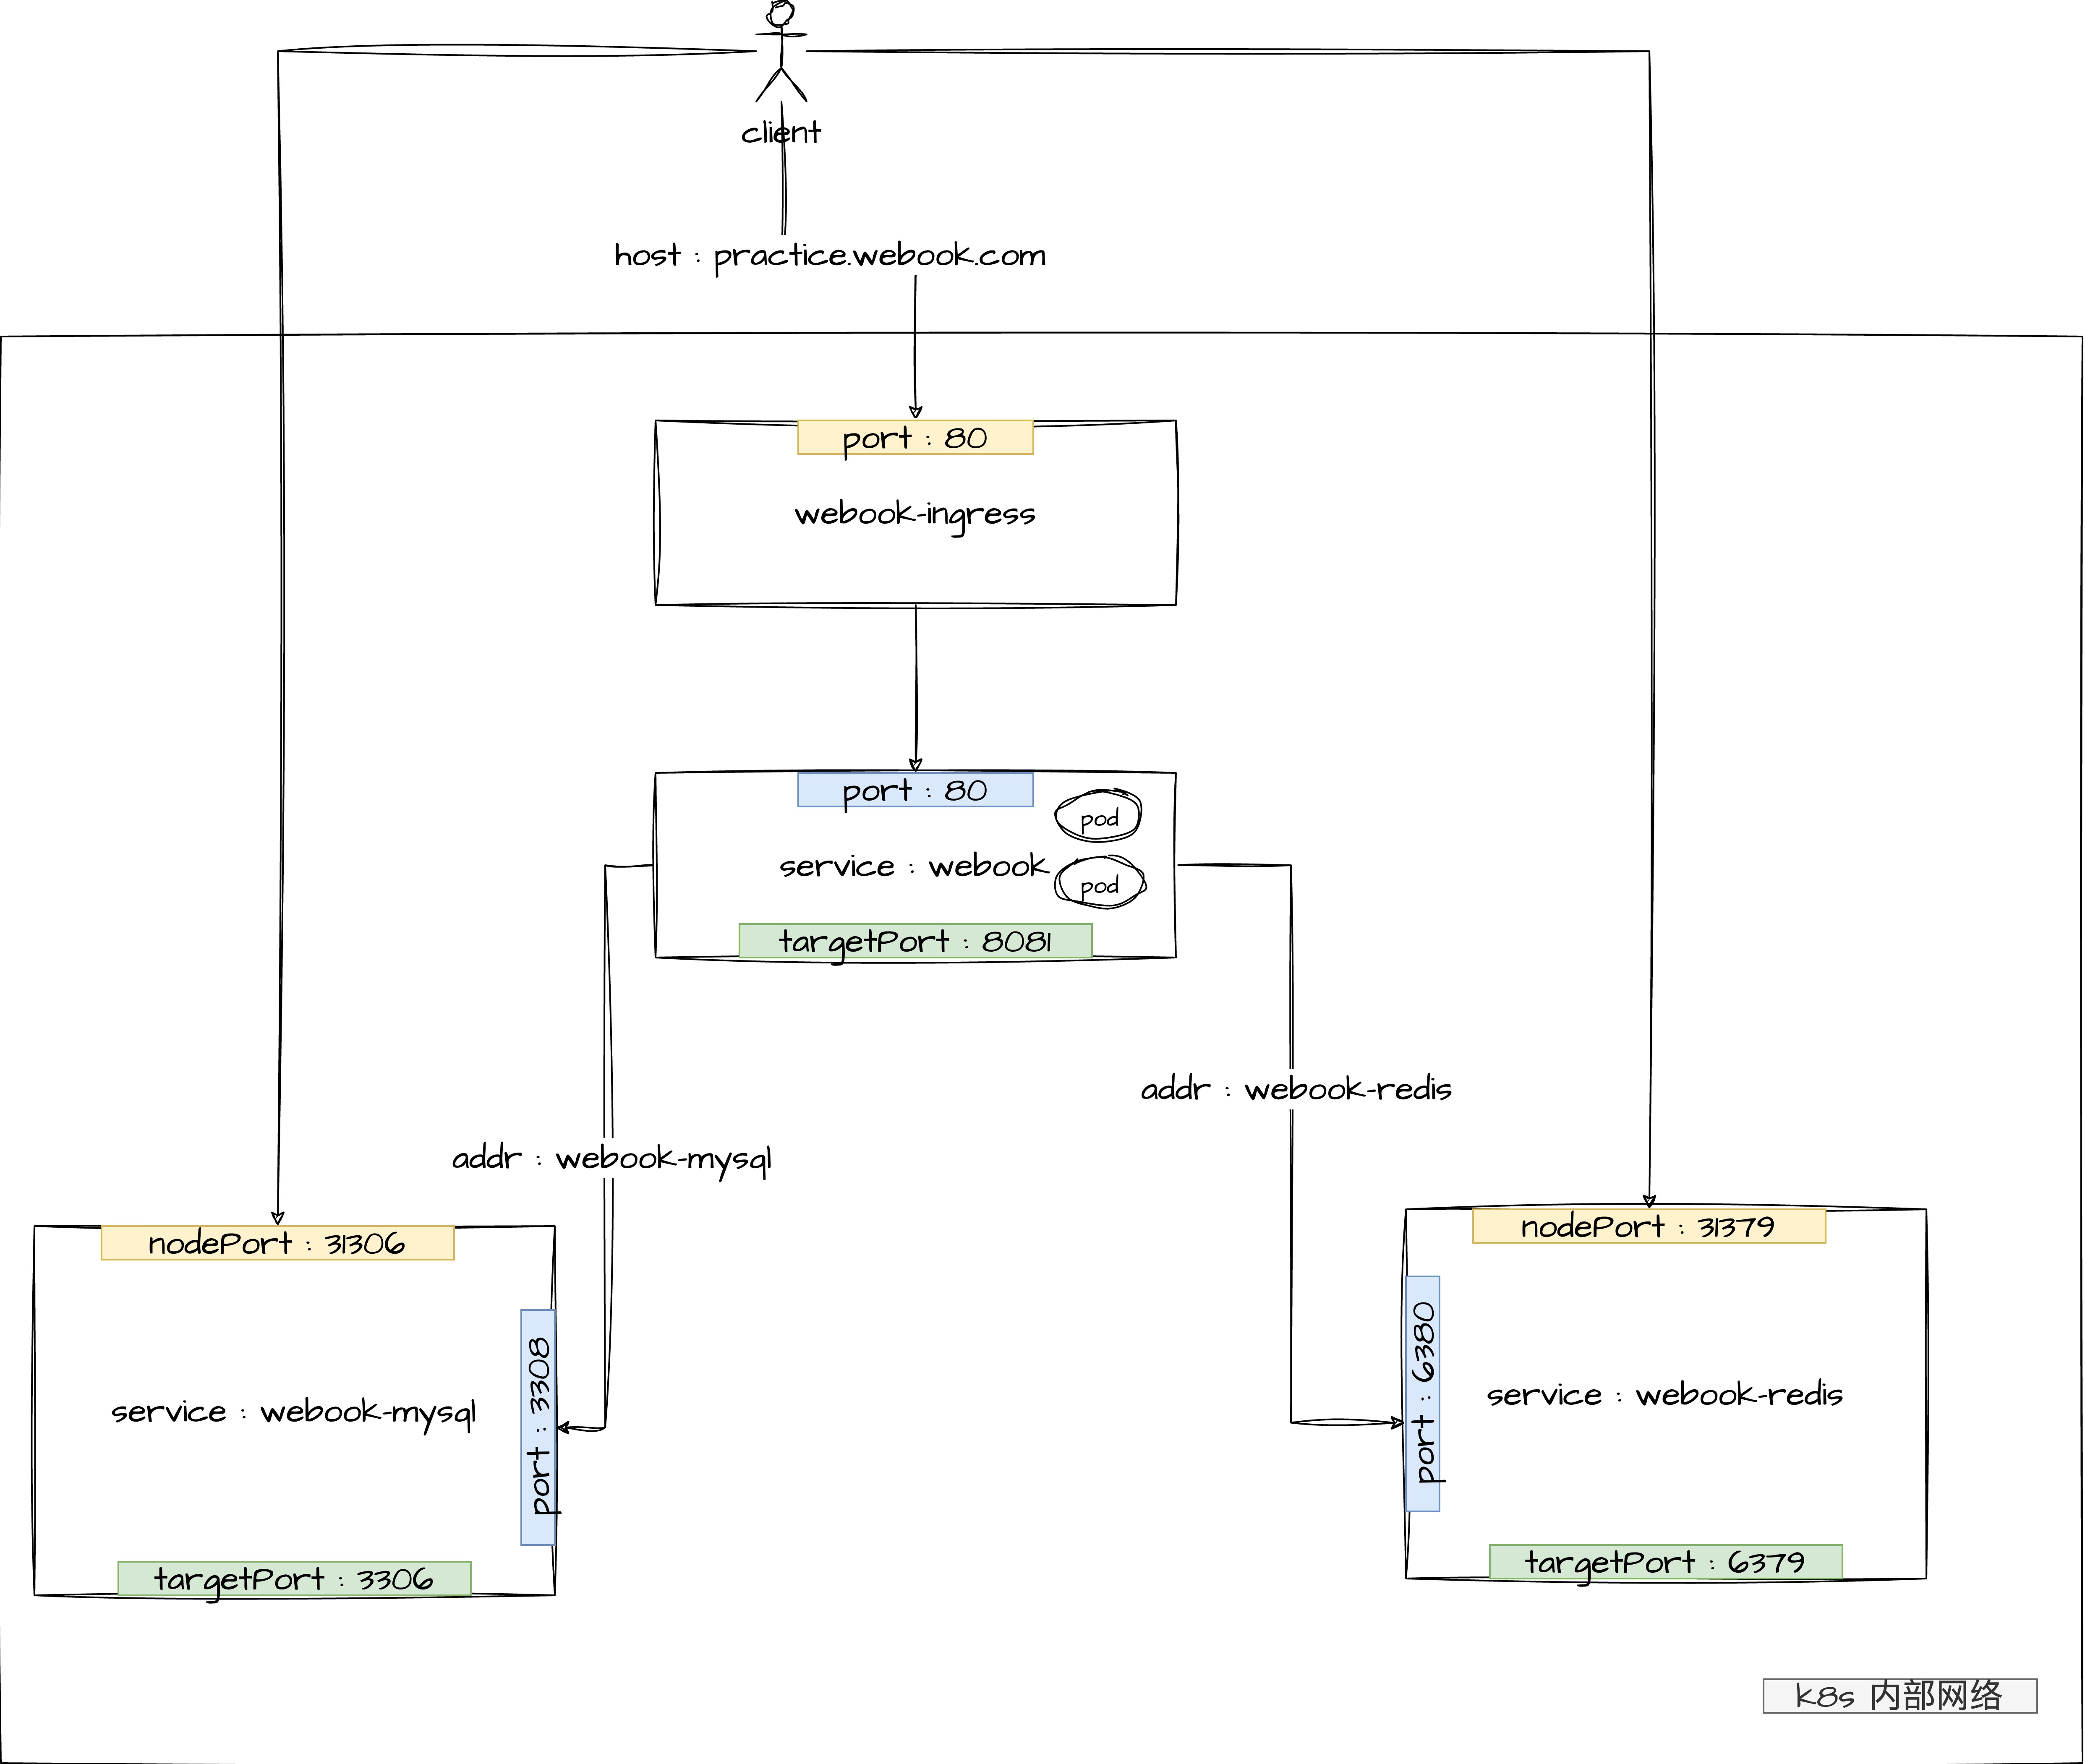 client
host : practice.webook.com
port : 80
webook-ingress
port : 80
pod
service : webook
pod
targetPort : 8081
addr : webook-redis
addr : webook-mysql
nodePort : 31306
nodePort : 31379
port : 3308
port : 6380
service : webook-mysql
service : webook-redis
targetPort : 3306
targetPort : 6379
k8s 内部网络